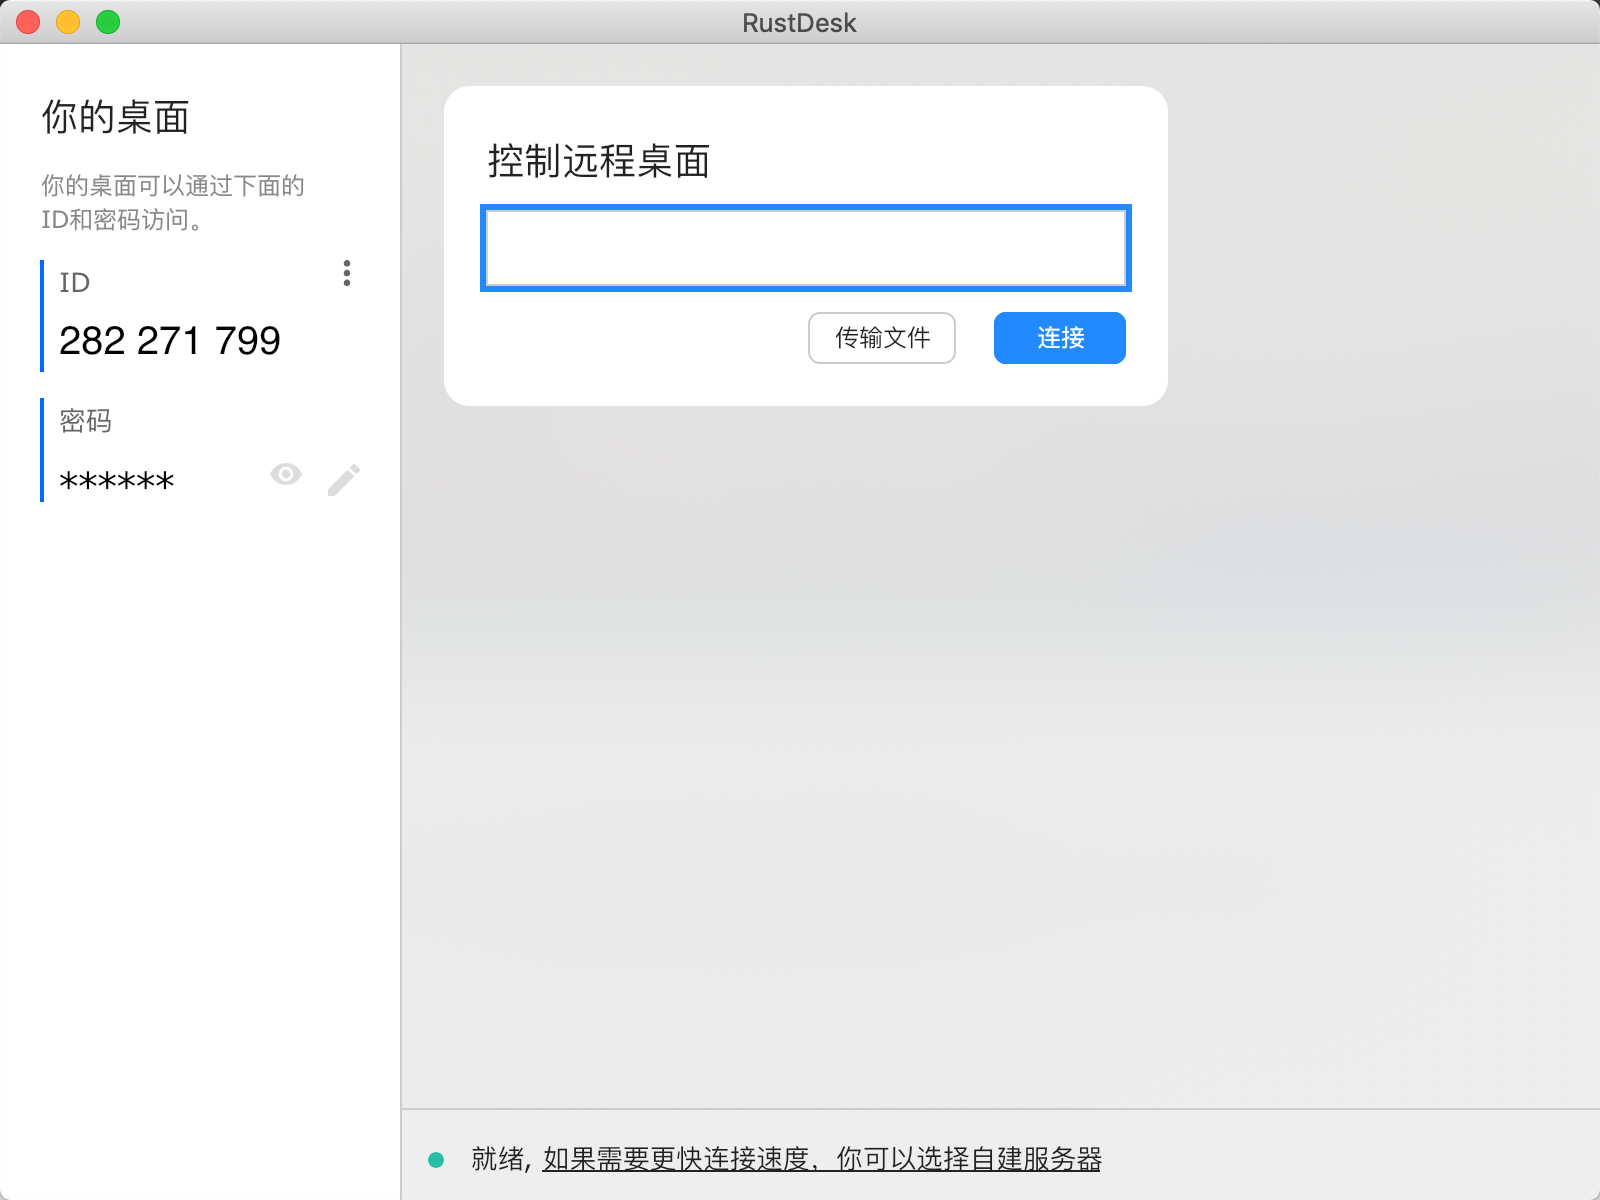 RustDesk
你的桌面
你的桌面可以通过下面的
ID和密码访问。
ID
282 271 799
密码
******
控制远程桌面
传输文件
连接
就绪, 如果需要更快连接速度，你可以选择自建服务器